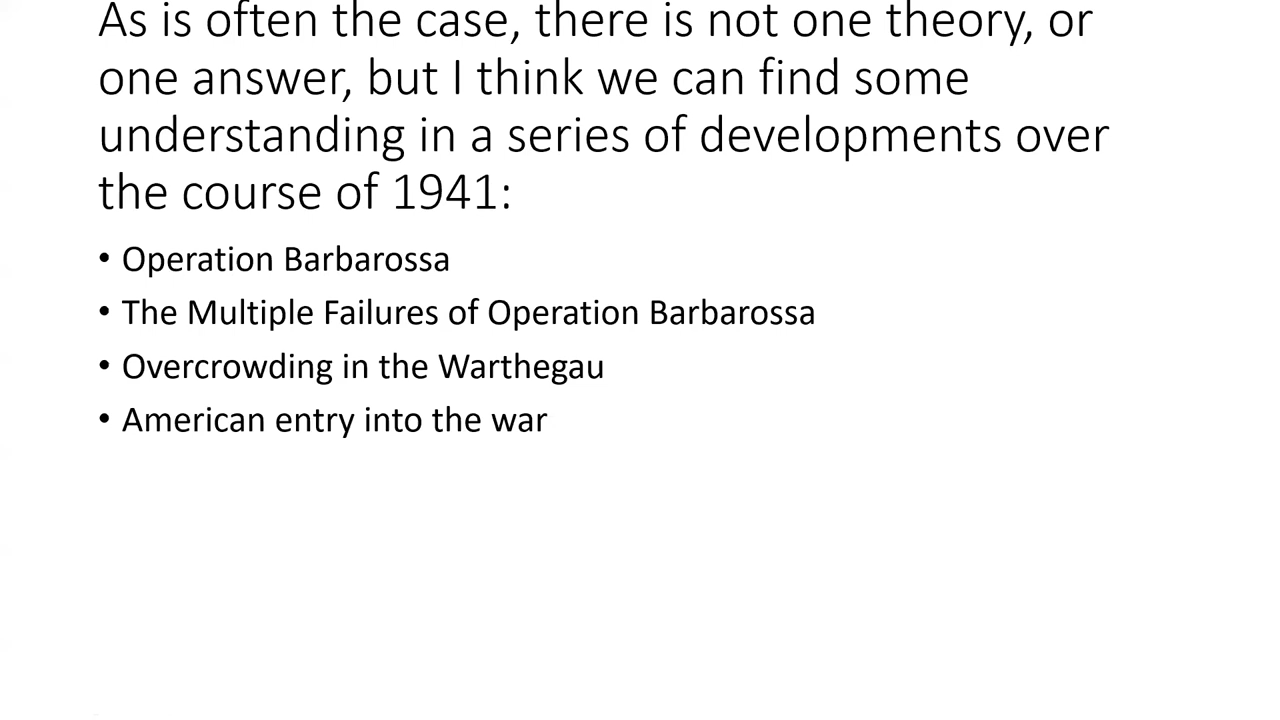 As is often the case, there is not one theory, or
one answer, but I think we can find some
understanding in a series of developments over
the course of 1941:
• Operation Barbarossa
• The Multiple Failures of Operation Barbarossa
• Overcrowding in the Warthegau
• American entry into the war